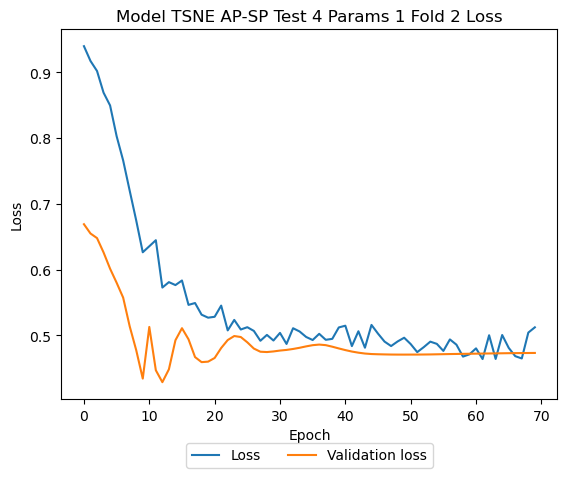 Model TSNE AP-SP Test 4 Params 1 Fold 2 Loss
Loss
0.9
0.8
0.7
0.6
0.5
0 10 20 30 40 50 60 70
Epoch
Loss Validation loss